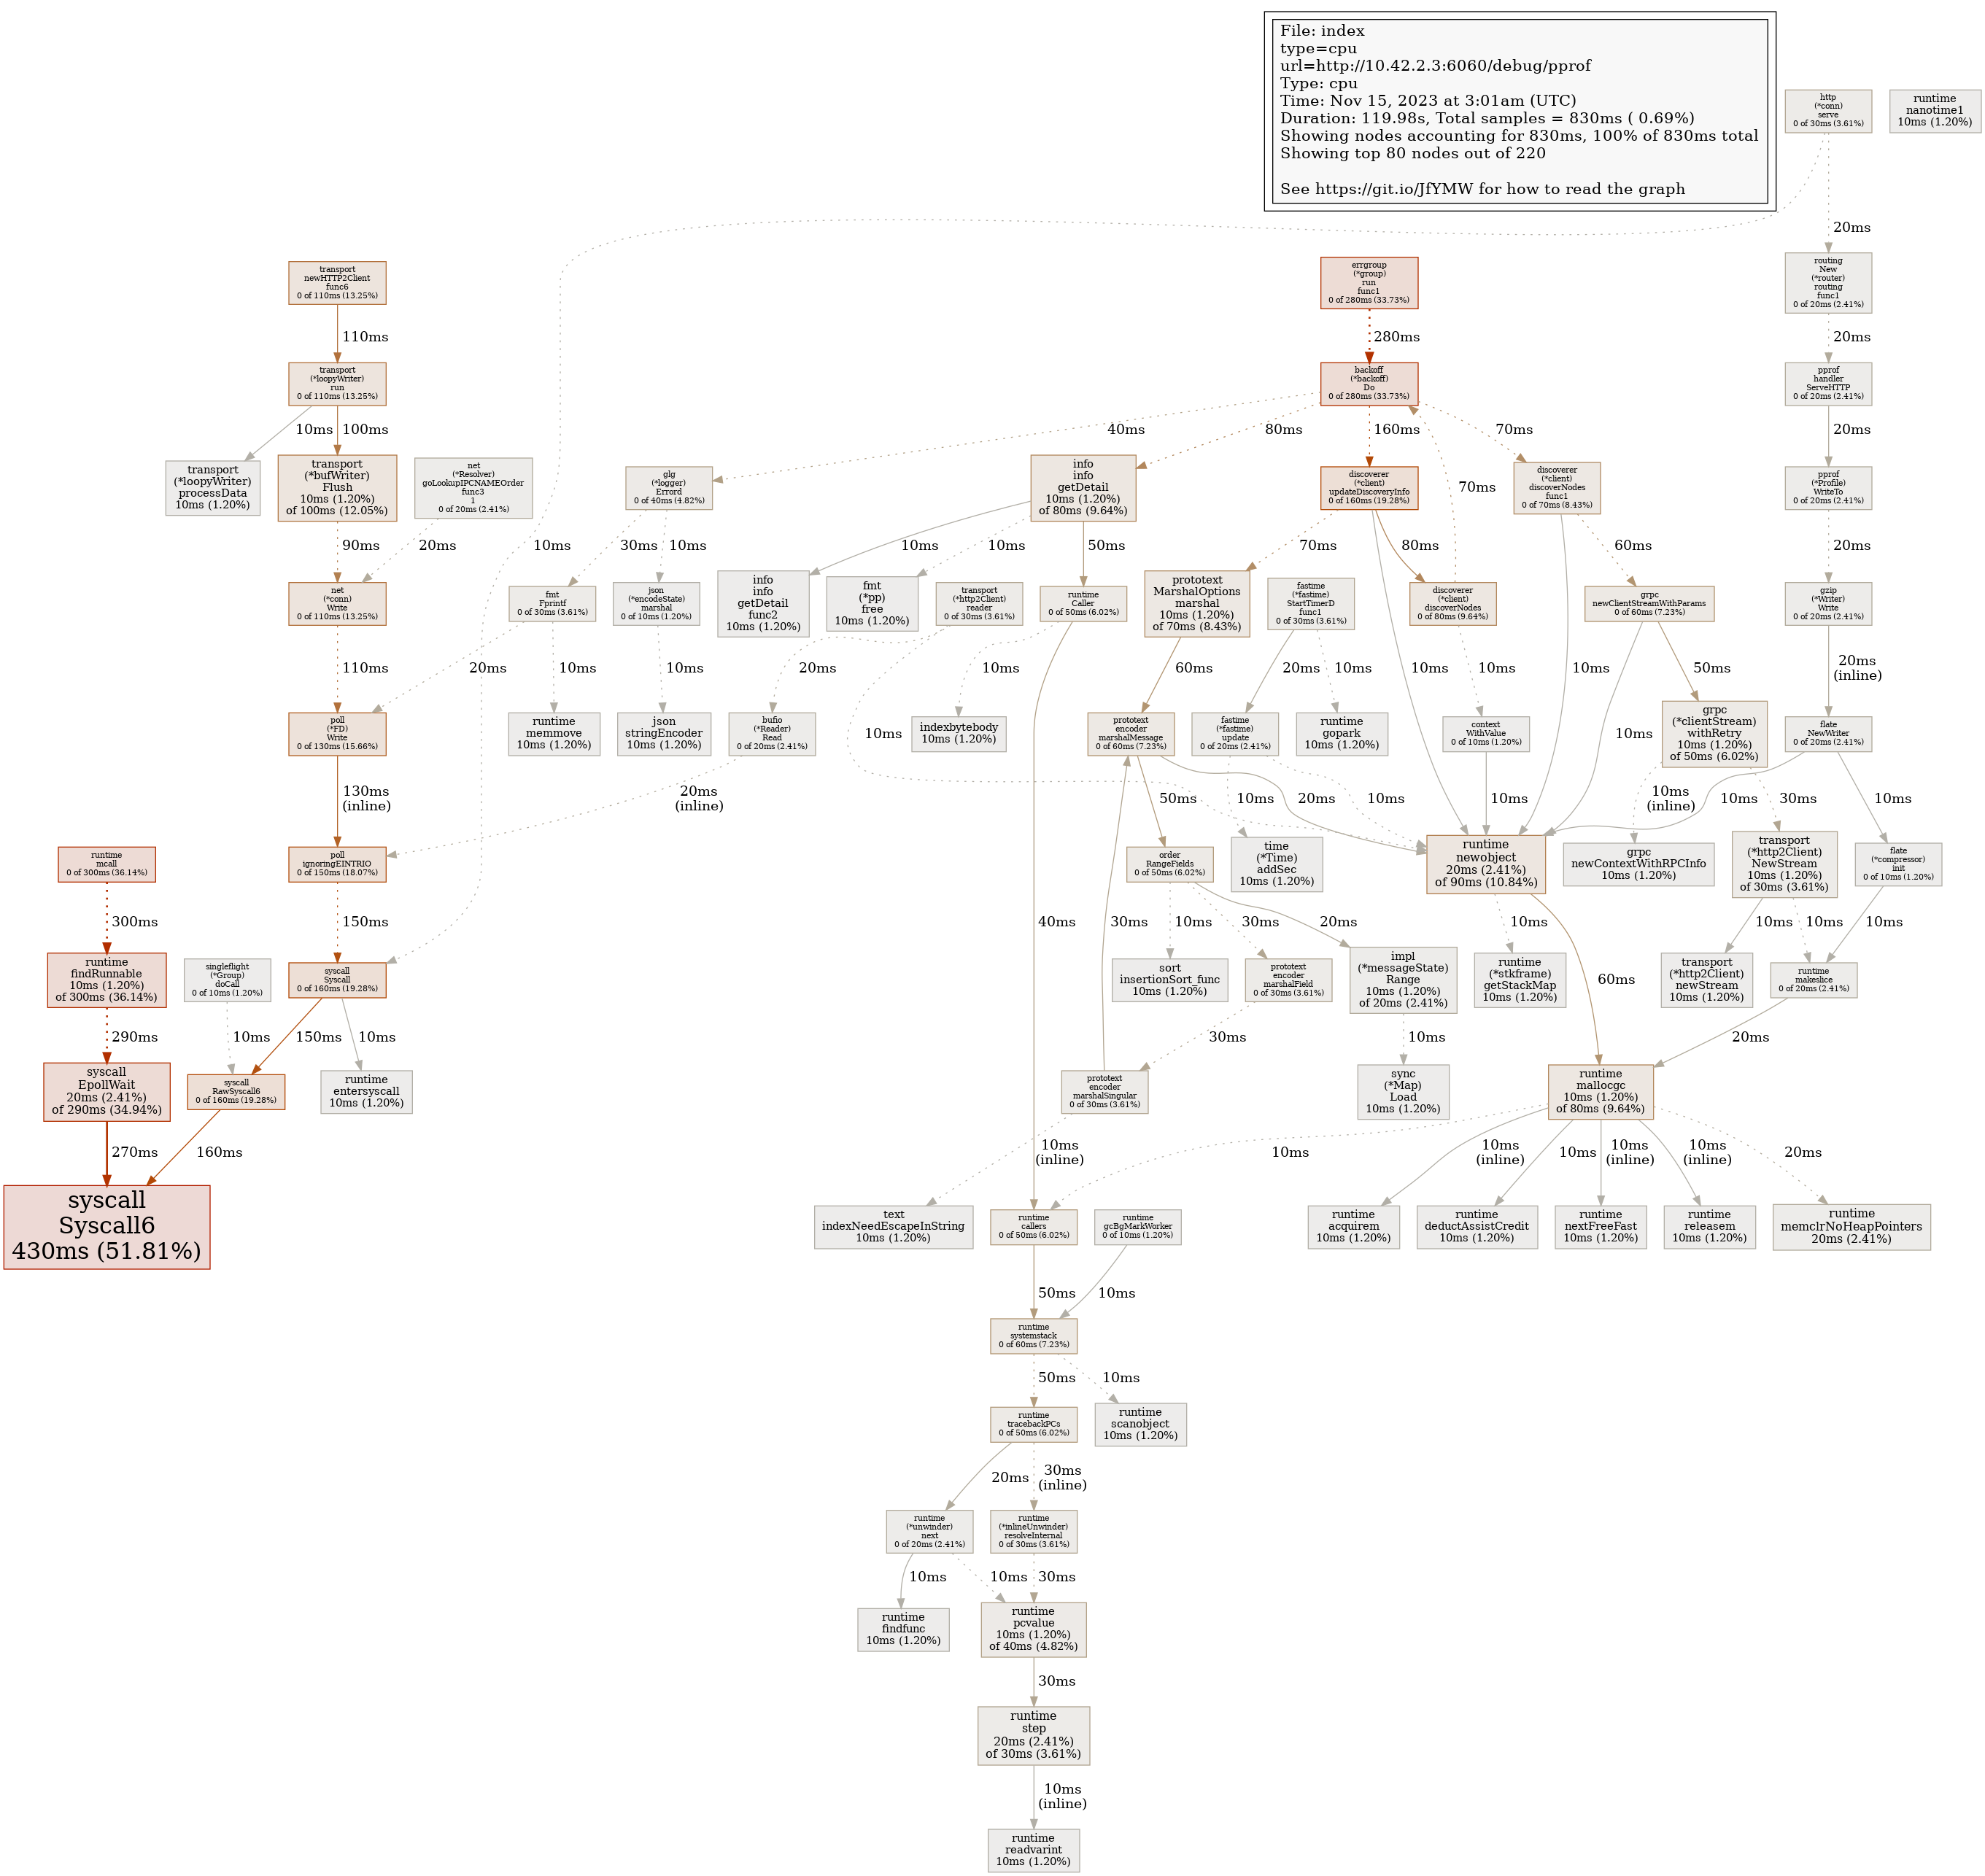 File: index
type=cpu
url=http://10.42.2.3:6060/debug/pprof
Type: cpu
Time: Nov 15, 2023 at 3:01am (UTC)
Duration: 119.98s, Total samples = 830ms ( 0.69%)
Showing nodes accounting for 830ms, 100% of 830ms total
Showing top 80 nodes out of 220
See https://git.io/JfYMW for how to read the graph
http
(*conn)
serve
0 of 30ms (3.61%)
runtime
nanotime1
10ms (1.20%)
20ms
transport
newHTTP2Client
func6
0 of 110ms (13.25%)
errgroup
(*group)
run
func1
0 of 280ms (33.73%)
routing
New
(*router)
routing
func1
0 of 20ms (2.41%)
110ms
280ms
20ms
transport
(*loopyWriter)
run
0 of 110ms (13.25%)
backoff
(*backoff)
Do
0 of 280ms (33.73%)
pprof
handler
ServeHTTP
0 of 20ms (2.41%)
10ms
100ms
40ms
80ms
160ms
70ms
20ms
transport
(*loopyWriter)
processData
10ms (1.20%)
transport
(*bufWriter)
Flush
10ms (1.20%)
of 100ms (12.05%)
net
(*Resolver)
goLookupIPCNAMEOrder
func3
1
0 of 20ms (2.41%)
glg
(*logger)
Errord
0 of 40ms (4.82%)
info
info
getDetail
10ms (1.20%)
of 80ms (9.64%)
discoverer
(*client)
updateDiscoveryInfo
0 of 160ms (19.28%)
70ms
discoverer
(*client)
discoverNodes
func1
0 of 70ms (8.43%)
pprof
(*Profile)
WriteTo
0 of 20ms (2.41%)
90ms
20ms
10ms
30ms
10ms
10ms
10ms
50ms
70ms
80ms
60ms
20ms
net
(*conn)
Write
0 of 110ms (13.25%)
fmt
Fprintf
0 of 30ms (3.61%)
json
(*encodeState)
marshal
0 of 10ms (1.20%)
info
info
getDetail
func2
10ms (1.20%)
fmt
(*pp)
free
10ms (1.20%)
transport
(*http2Client)
reader
0 of 30ms (3.61%)
runtime
Caller
0 of 50ms (6.02%)
prototext
MarshalOptions
marshal
10ms (1.20%)
of 70ms (8.43%)
fastime
(*fastime)
StartTimerD
func1
0 of 30ms (3.61%)
discoverer
(*client)
discoverNodes
0 of 80ms (9.64%)
grpc
newClientStreamWithParams
0 of 60ms (7.23%)
gzip
(*Writer)
Write
0 of 20ms (2.41%)
110ms
20ms
10ms
10ms
20ms
10ms
60ms
20ms
10ms
10ms
10ms
10ms
50ms
20ms
(inline)
poll
(*FD)
Write
0 of 130ms (15.66%)
runtime
memmove
10ms (1.20%)
json
stringEncoder
10ms (1.20%)
bufio
(*Reader)
Read
0 of 20ms (2.41%)
10ms
indexbytebody
10ms (1.20%)
prototext
encoder
marshalMessage
0 of 60ms (7.23%)
fastime
(*fastime)
update
0 of 20ms (2.41%)
runtime
gopark
10ms (1.20%)
context
WithValue
0 of 10ms (1.20%)
10ms
grpc
(*clientStream)
withRetry
10ms (1.20%)
of 50ms (6.02%)
flate
NewWriter
0 of 20ms (2.41%)
130ms
(inline)
20ms
(inline)
50ms
20ms
10ms
10ms
10ms
10ms
(inline)
10ms
30ms
10ms
runtime
mcall
0 of 300ms (36.14%)
poll
ignoringEINTRIO
0 of 150ms (18.07%)
order
RangeFields
0 of 50ms (6.02%)
time
(*Time)
addSec
10ms (1.20%)
runtime
newobject
20ms (2.41%)
of 90ms (10.84%)
grpc
newContextWithRPCInfo
10ms (1.20%)
transport
(*http2Client)
NewStream
10ms (1.20%)
of 30ms (3.61%)
flate
(*compressor)
init
0 of 10ms (1.20%)
300ms
150ms
40ms
30ms
10ms
30ms
20ms
10ms
10ms
10ms
10ms
runtime
findRunnable
10ms (1.20%)
of 300ms (36.14%)
singleflight
(*Group)
doCall
0 of 10ms (1.20%)
syscall
Syscall
0 of 160ms (19.28%)
sort
insertionSort_func
10ms (1.20%)
prototext
encoder
marshalField
0 of 30ms (3.61%)
impl
(*messageState)
Range
10ms (1.20%)
of 20ms (2.41%)
runtime
(*stkframe)
getStackMap
10ms (1.20%)
60ms
transport
(*http2Client)
newStream
10ms (1.20%)
runtime
makeslice
0 of 20ms (2.41%)
290ms
10ms
150ms
10ms
30ms
10ms
20ms
syscall
EpollWait
20ms (2.41%)
of 290ms (34.94%)
syscall
RawSyscall6
0 of 160ms (19.28%)
runtime
entersyscall
10ms (1.20%)
prototext
encoder
marshalSingular
0 of 30ms (3.61%)
sync
(*Map)
Load
10ms (1.20%)
runtime
mallocgc
10ms (1.20%)
of 80ms (9.64%)
270ms
160ms
10ms
(inline)
10ms
10ms
(inline)
10ms
10ms
(inline)
10ms
(inline)
20ms
syscall
Syscall6
430ms (51.81%)
text
indexNeedEscapeInString
10ms (1.20%)
runtime
callers
0 of 50ms (6.02%)
runtime
gcBgMarkWorker
0 of 10ms (1.20%)
runtime
acquirem
10ms (1.20%)
runtime
deductAssistCredit
10ms (1.20%)
runtime
nextFreeFast
10ms (1.20%)
runtime
releasem
10ms (1.20%)
runtime
memclrNoHeapPointers
20ms (2.41%)
50ms
10ms
runtime
systemstack
0 of 60ms (7.23%)
50ms
10ms
runtime
tracebackPCs
0 of 50ms (6.02%)
runtime
scanobject
10ms (1.20%)
20ms
30ms
(inline)
runtime
(*unwinder)
next
0 of 20ms (2.41%)
runtime
(*inlineUnwinder)
resolveInternal
0 of 30ms (3.61%)
10ms
10ms
30ms
runtime
findfunc
10ms (1.20%)
runtime
pcvalue
10ms (1.20%)
of 40ms (4.82%)
30ms
runtime
step
20ms (2.41%)
of 30ms (3.61%)
10ms
(inline)
runtime
readvarint
10ms (1.20%)